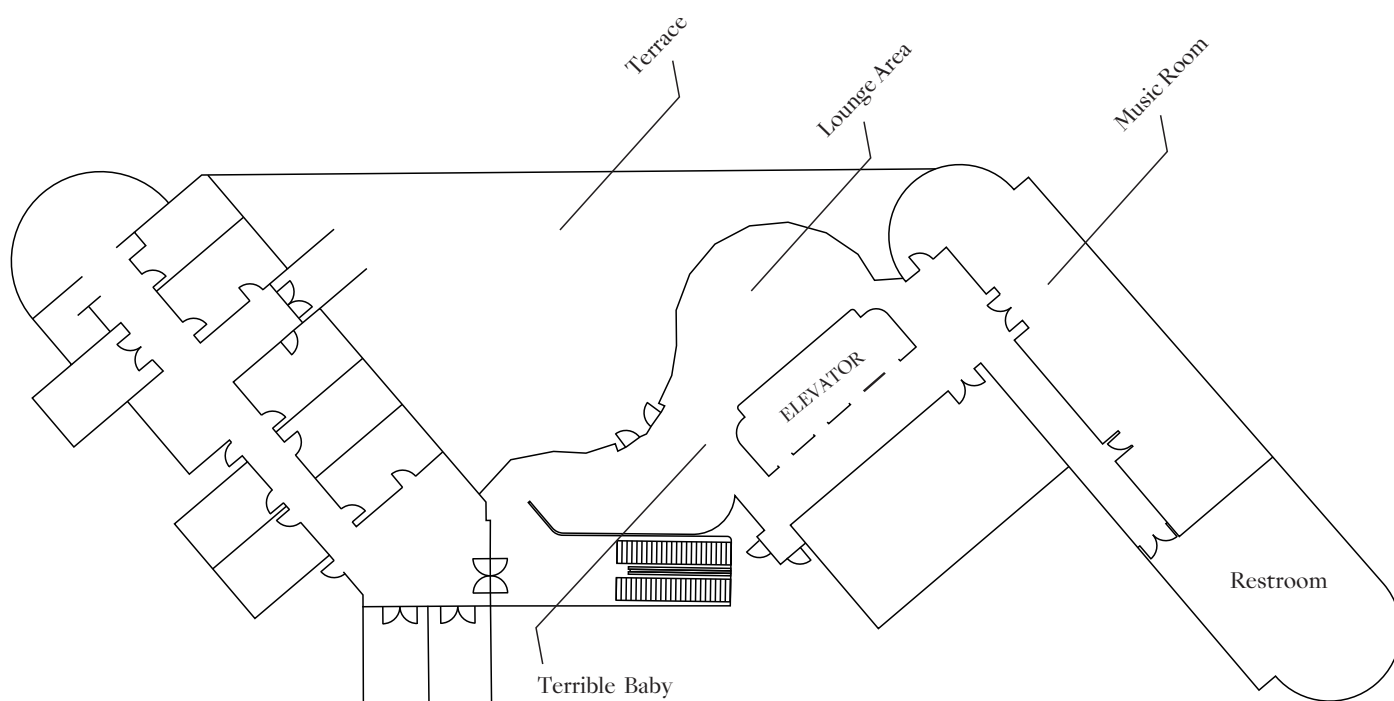 Terrace
Lounge Area
Music Room
ELEVATOR
Restroom
Terrible Baby